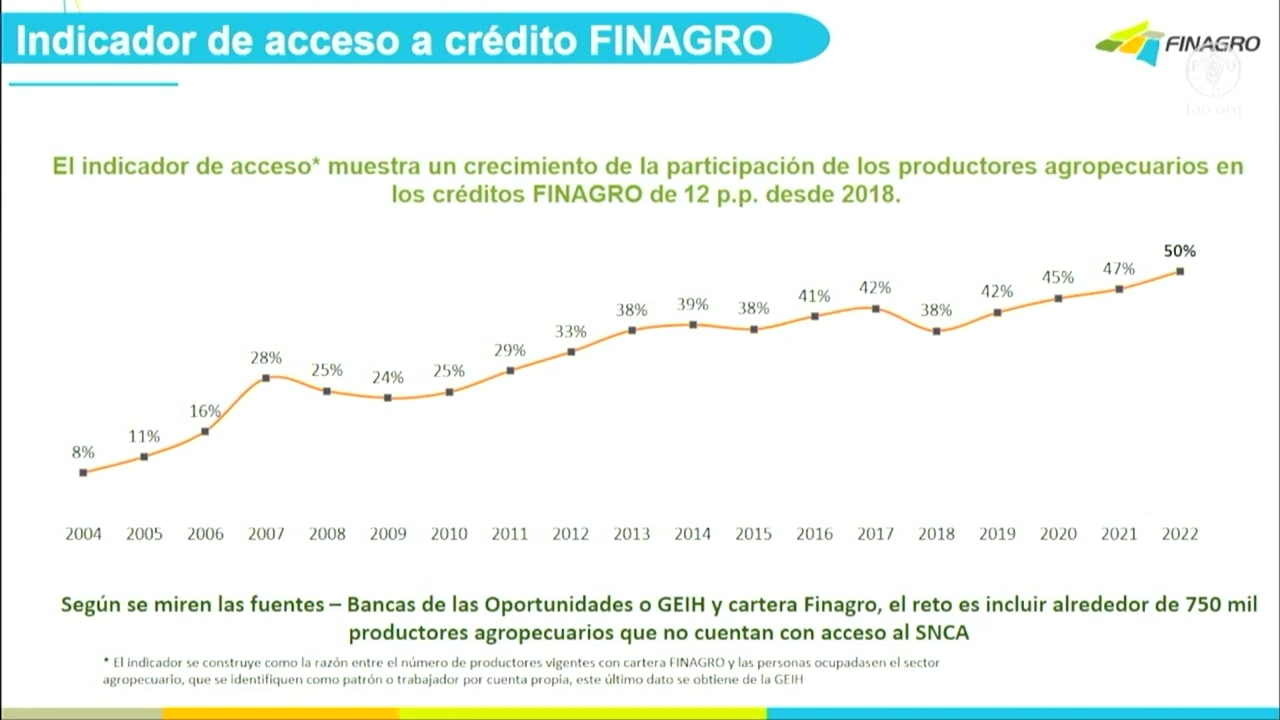 Indicador de acceso a crédito FINAGRO
FINAGRO
FAO
fao.org
El indicador de acceso* muestra un crecimiento de la participación de los productores agropecuarios en
los créditos FINAGRO de 12 p.p. desde 2018.
8%
11%
16%
28%
25%
24%
25%
29%
33%
38%
39%
38%
41%
42%
38%
42%
45%
47%
50%
2004 2005 2006 2007 2008 2009 2010 2011 2012 2013 2014 2015 2016 2017 2018 2019 2020 2021 2022
Según se miren las fuentes – Bancas de las Oportunidades o GEIH y cartera Finagro, el reto es incluir alrededor de 750 mil
productores agropecuarios que no cuentan con acceso al SNCA
* El indicador se construye como la razón entre el número de productores vigentes con cartera FINAGRO y las personas ocupadasen el sector
agropecuario, que se identifiquen como patrón o trabajador por cuenta propia, este último dato se obtiene de la GEIH